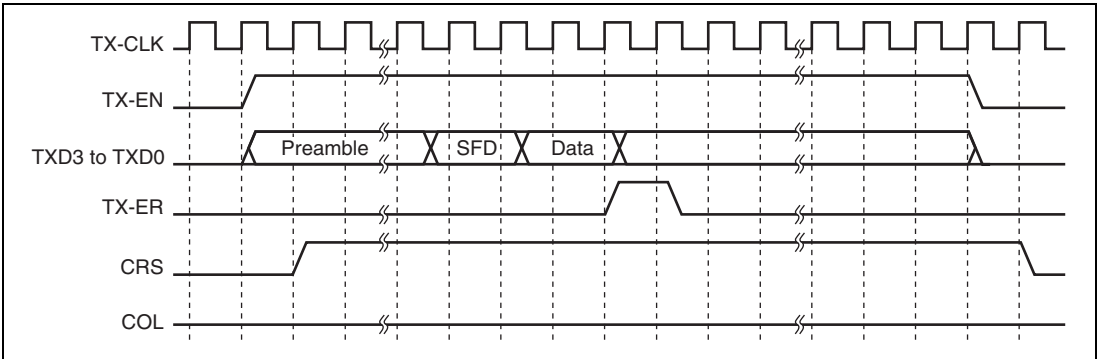 TX-CLK
TX-EN
TXD3 to TXD0 Preamble SFD Data
TX-ER
CRS
COL